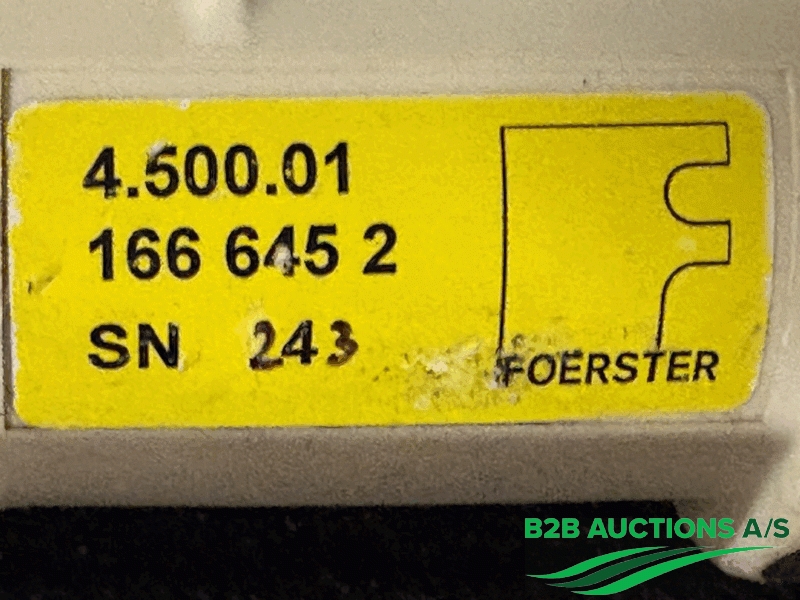 4.500.01
166 645 2
SN 243
FOERSTER
B2B AUCTIONS A/S